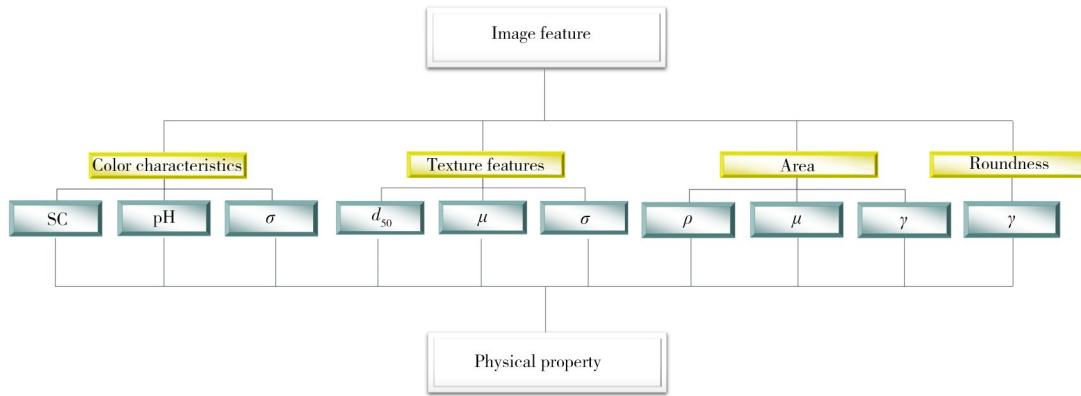 Image feature
Color characteristics
Texture features
Area
Roundness
SC
pH
σ
d50
μ
σ
ρ
μ
γ
γ
Physical property